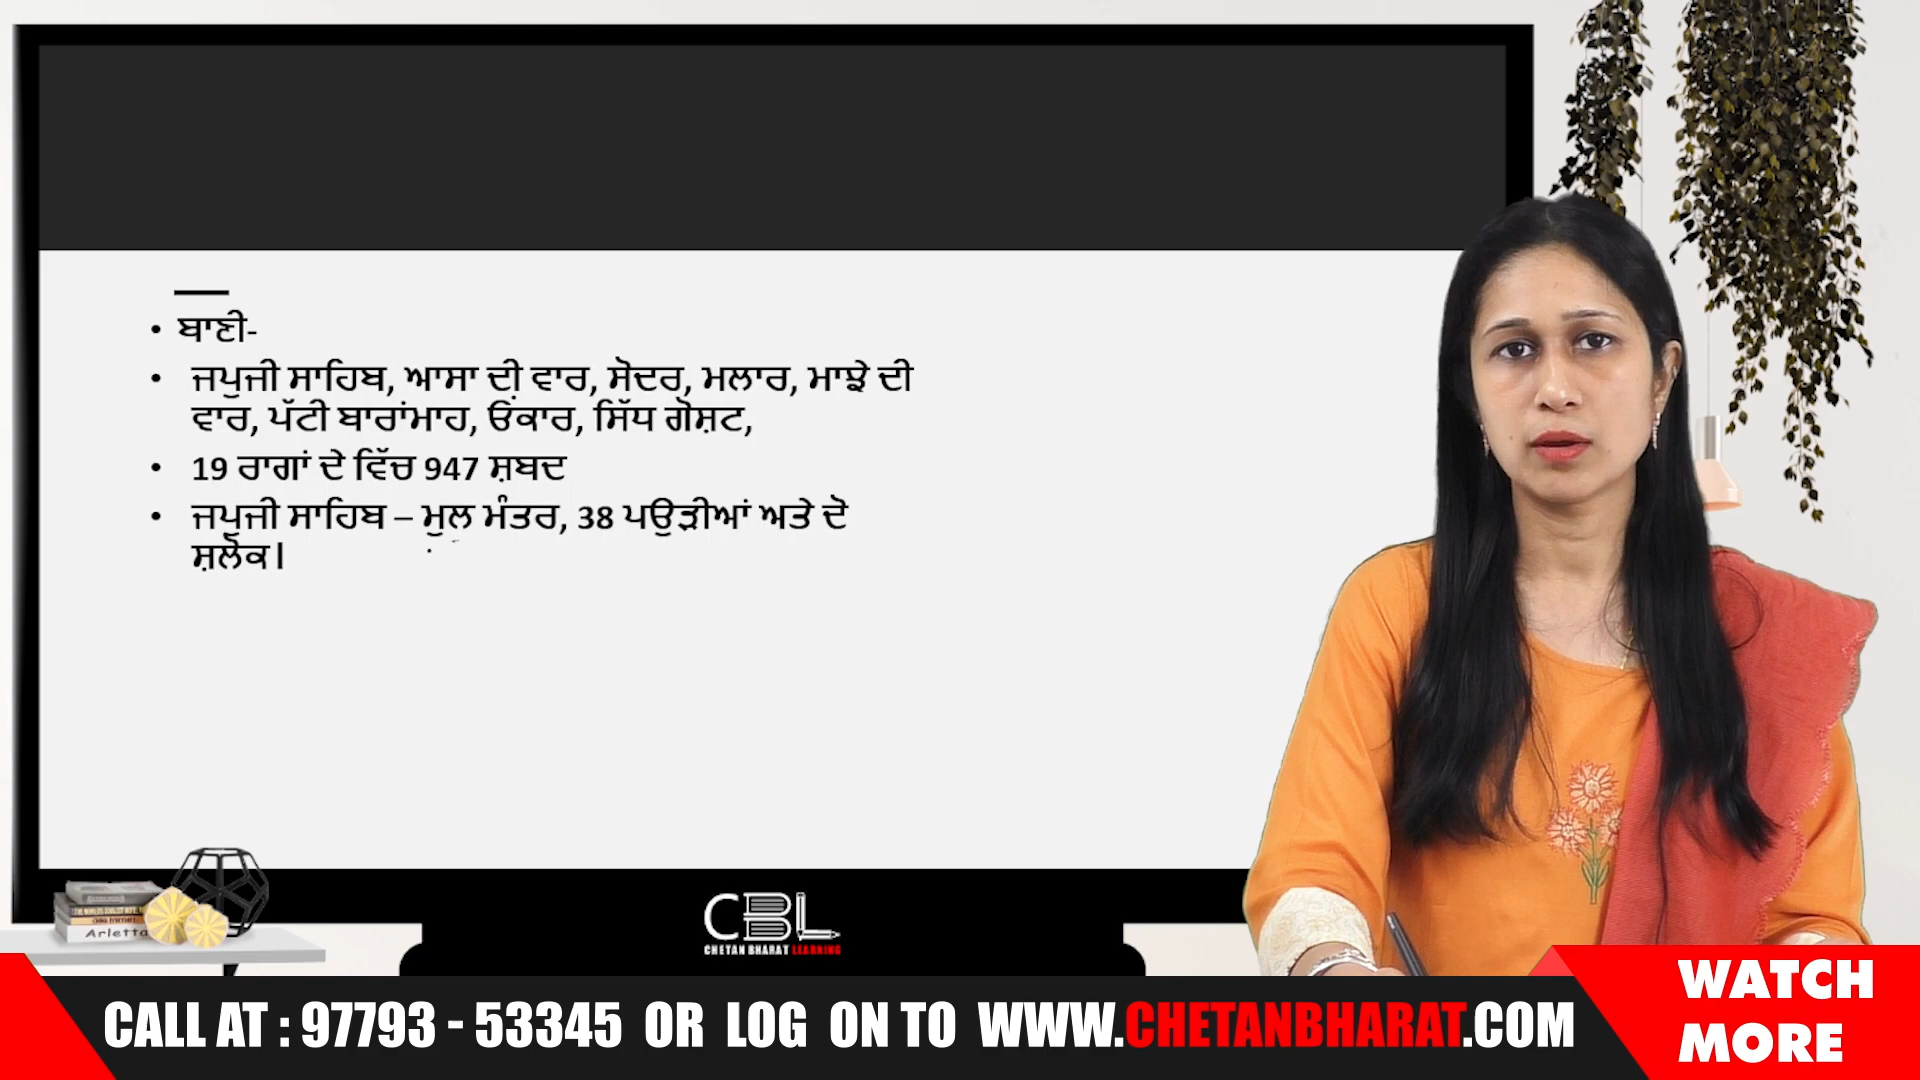 • ਬਾਣੀ-
• ਜਪੁਜੀ ਸਾਹਿਬ, ਆਸਾ ਦੀ ਵਾਰ, ਸੋਦਰ, ਮਲਾਰ, ਮਾਝੇ ਦੀ
ਵਾਰ, ਪੱਟੀ ਬਾਰਾਂਮਾਹ, ਓਂਕਾਰ, ਸਿੱਧ ਗੋਸ਼ਟ,
• 19 ਰਾਗਾਂ ਦੇ ਵਿੱਚ 947 ਸ਼ਬਦ
• ਜਪੁਜੀ ਸਾਹਿਬ – ਮੁਲ ਮੰਤਰ, 38 ਪਉੜੀਆਂ ਅਤੇ ਦੋ
ਸ਼ਲੋਕ।
Arletta
CBL
CHETAN BHARAT LEARNING
CALL AT : 97793 - 53345 OR LOG ON TO WWW.CHETANBHARAT.COM
WATCH
MORE